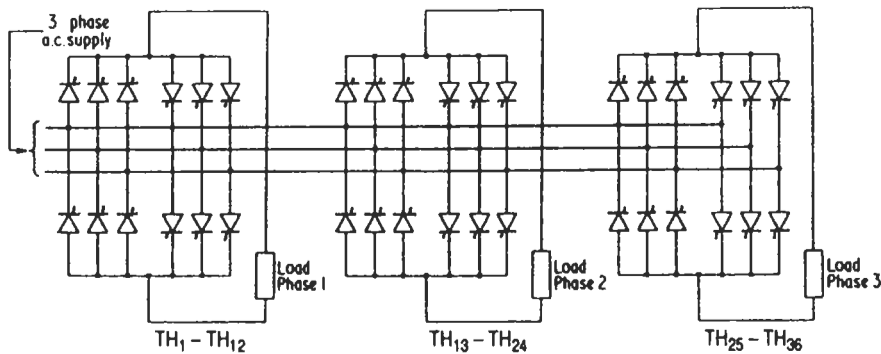 3 phase
a.c. supply
Load
Phase 1
Load
Phase 2
Load
Phase 3
TH1 – TH12
TH13 – TH24
TH25 – TH36